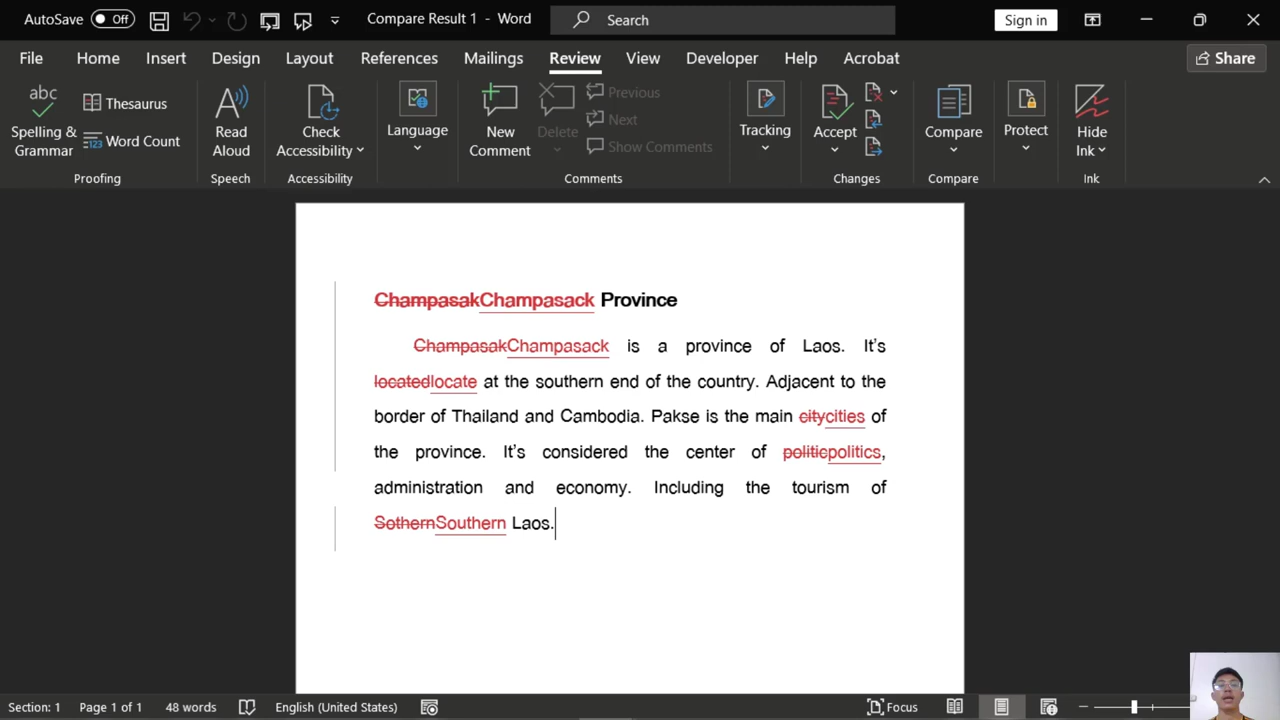 AutoSave Off Compare Result 1 - Word Search Sign in
File Home Insert Design Layout References Mailings Review View Developer Help Acrobat Share
abc Spelling & Grammar
Thesaurus
Word Count
Read Aloud
Check Accessibility
Language
New Comment
Delete
Previous
Next
Show Comments
Tracking
Accept
Compare
Protect
Hide Ink
Proofing Speech Accessibility Comments Changes Compare Ink
ChampasakChampasack Province
ChampasakChampasack is a province of Laos. It's
locatedlocate at the southern end of the country. Adjacent to the
border of Thailand and Cambodia. Pakse is the main citycities of
the province. It's considered the center of politicpolitics,
administration and economy. Including the tourism of
SothernSouthern Laos.
Section: 1 Page 1 of 1 48 words English (United States) Focus